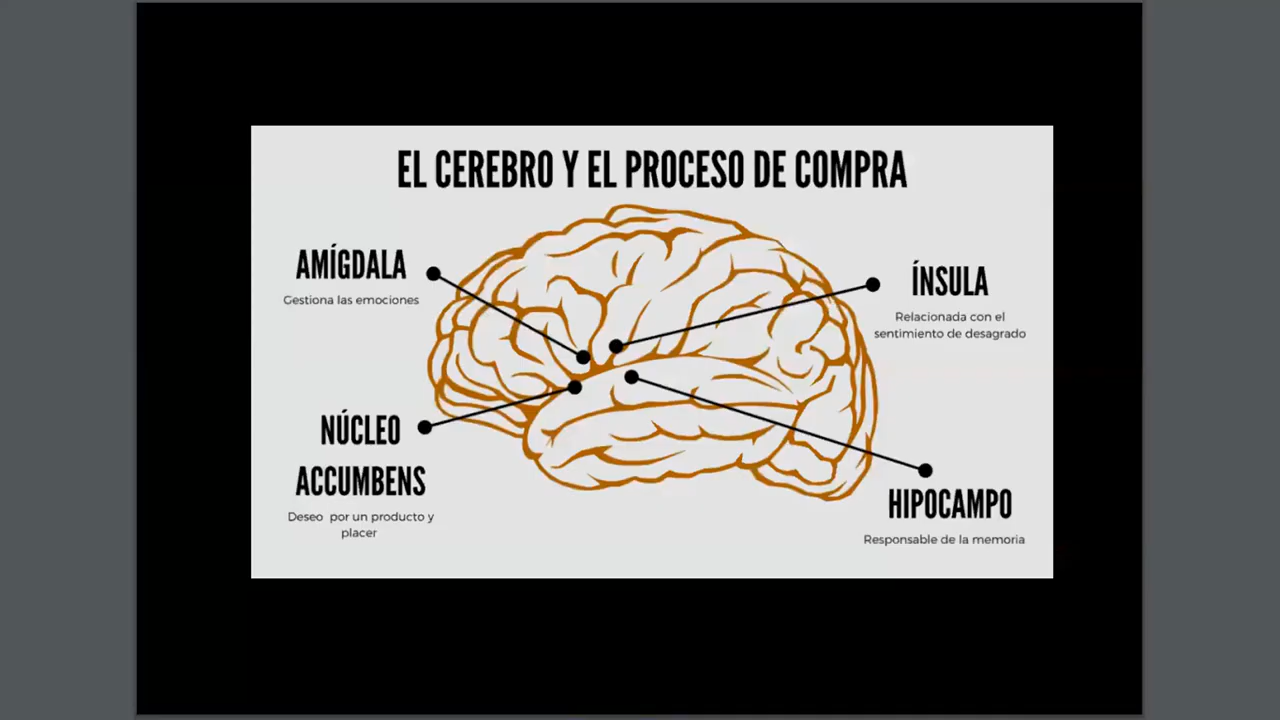 EL CEREBRO Y EL PROCESO DE COMPRA
AMÍGDALA
Gestiona las emociones
ÍNSULA
Relacionada con el
sentimiento de desagrado
NÚCLEO
ACCUMBENS
Deseo por un producto y
placer
HIPOCAMPO
Responsable de la memoria